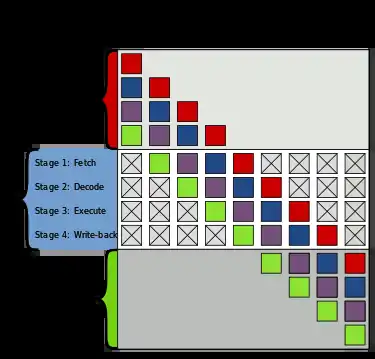 Stage 1: Fetch
Stage 2: Decode
Stage 3: Execute
Stage 4: Write-back